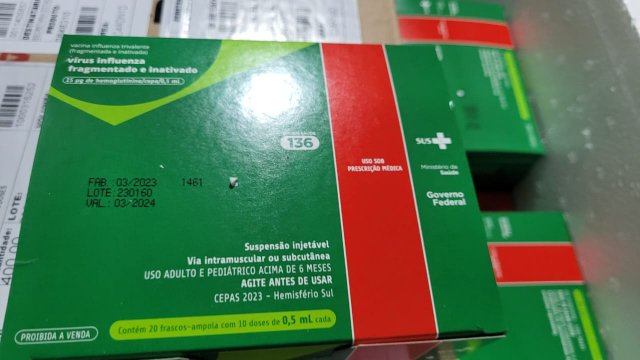 vacina influenza trivalente
(fragmentada e inativada)
vírus influenza
fragmentado e inativado
15 µg de hemaglutinina/cepa/0,5 mL
136
FAB.:03/2023 1461
LOTE:230160
VAL.:03/2024
USO SOB
PRESCRIÇÃO MÉDICA
SUS
Ministério da
Saúde
Governo
Federal
Suspensão injetável
Via intramuscular ou subcutânea
USO ADULTO E PEDIÁTRICO ACIMA DE 6 MESES
AGITE ANTES DE USAR
CEPAS 2023 - Hemisfério Sul
PROIBIDA A VENDA
Contém 20 frascos-ampola com 10 doses de 0,5 mL cada
LOTE: